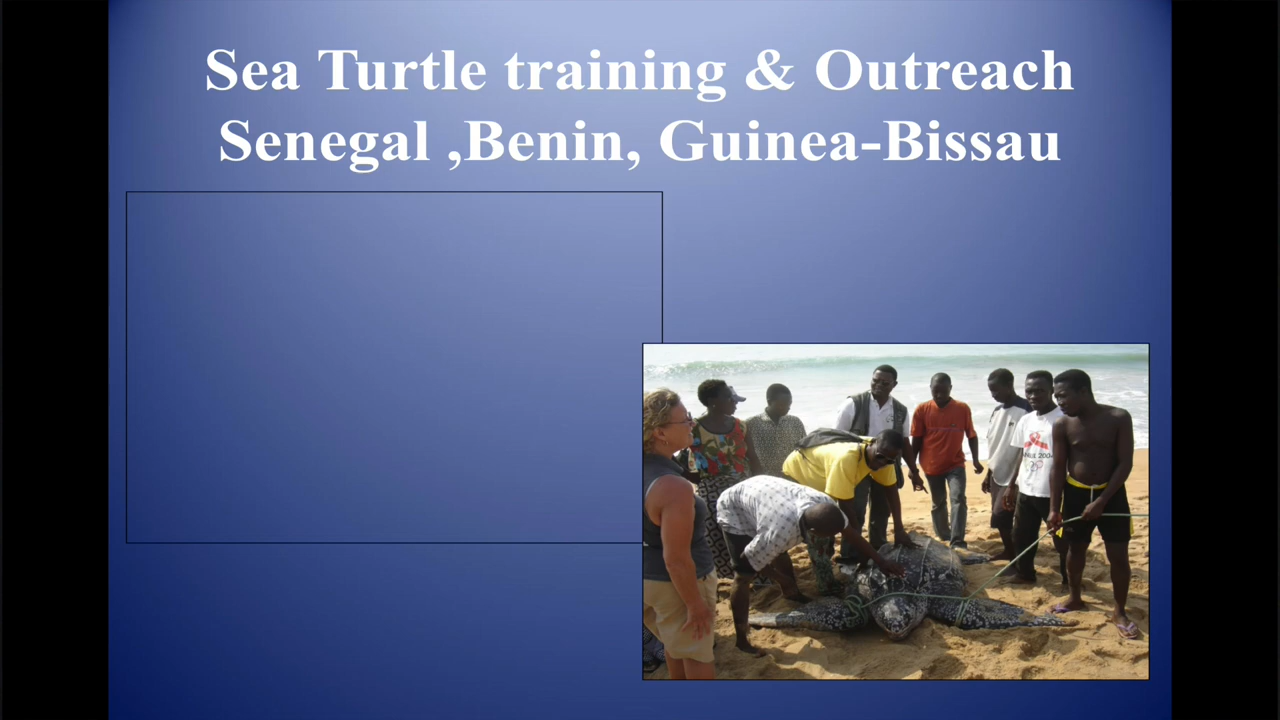 Sea Turtle training & Outreach
Senegal ,Benin, Guinea-Bissau